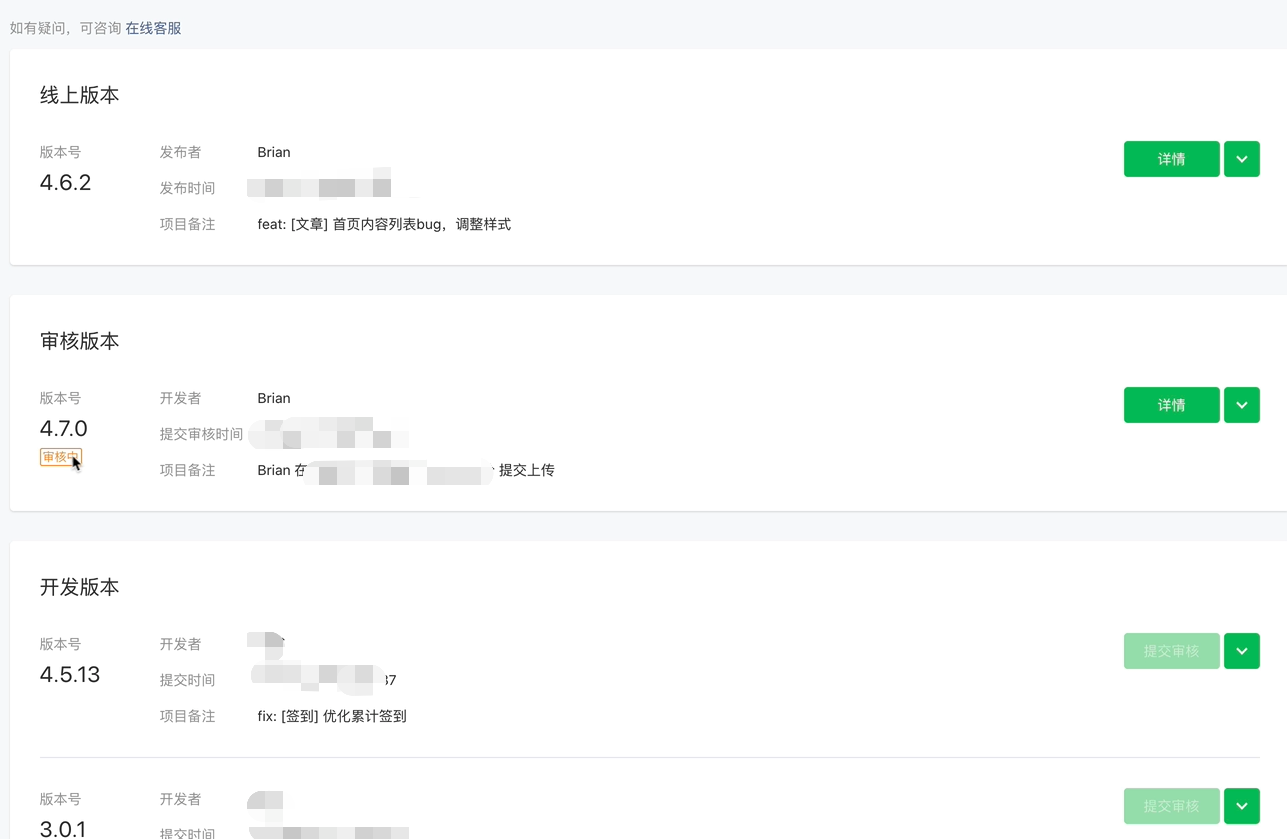 如有疑问，可咨询 在线客服
线上版本
版本号 发布者 Brian 详情
4.6.2
发布时间
项目备注 feat: [文章] 首页内容列表bug，调整样式
审核版本
版本号 开发者 Brian 详情
4.7.0
提交审核时间
审核中
项目备注 Brian 在 提交上传
开发版本
版本号 开发者 提交审核
4.5.13
提交时间 37
项目备注 fix: [签到] 优化累计签到
版本号 开发者 提交审核
3.0.1
提交时间